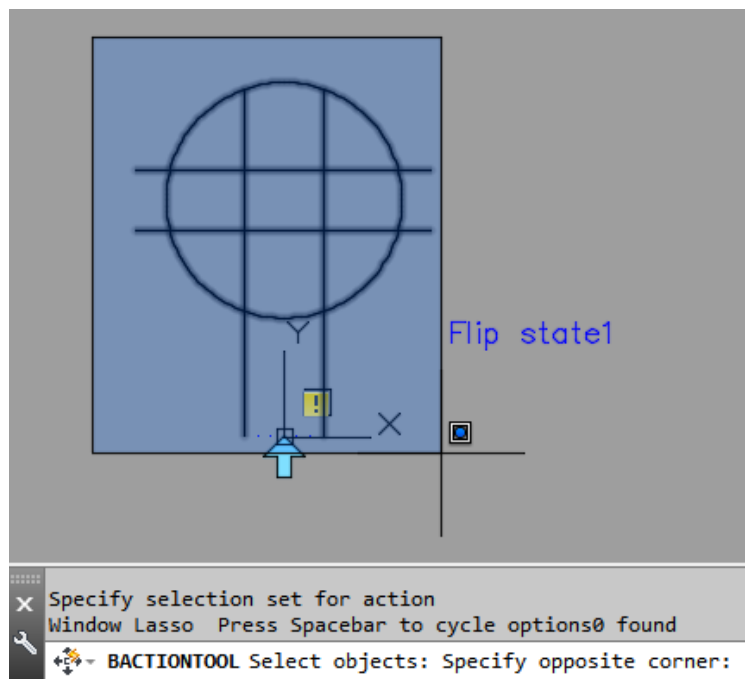 Flip state1
Y
!
X
Specify selection set for action
Window Lasso  Press Spacebar to cycle options0 found
BACTIONTOOL Select objects: Specify opposite corner: